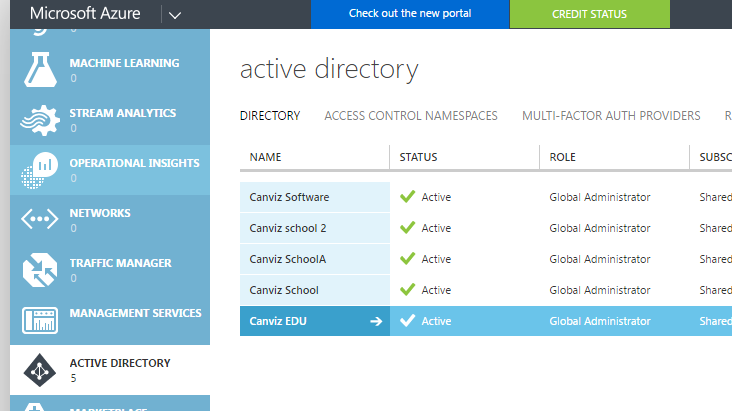 Microsoft Azure
Check out the new portal
CREDIT STATUS
0
MACHINE LEARNING
0
STREAM ANALYTICS
0
OPERATIONAL INSIGHTS
0
NETWORKS
0
TRAFFIC MANAGER
0
MANAGEMENT SERVICES
ACTIVE DIRECTORY
5
MARKETPLACE
active directory
DIRECTORY ACCESS CONTROL NAMESPACES MULTI-FACTOR AUTH PROVIDERS R
NAME STATUS ROLE SUBSC
Canviz Software Active Global Administrator Shared
Canviz school 2 Active Global Administrator Shared
Canviz SchoolA Active Global Administrator Shared
Canviz School Active Global Administrator Shared
Canviz EDU Active Global Administrator Shared